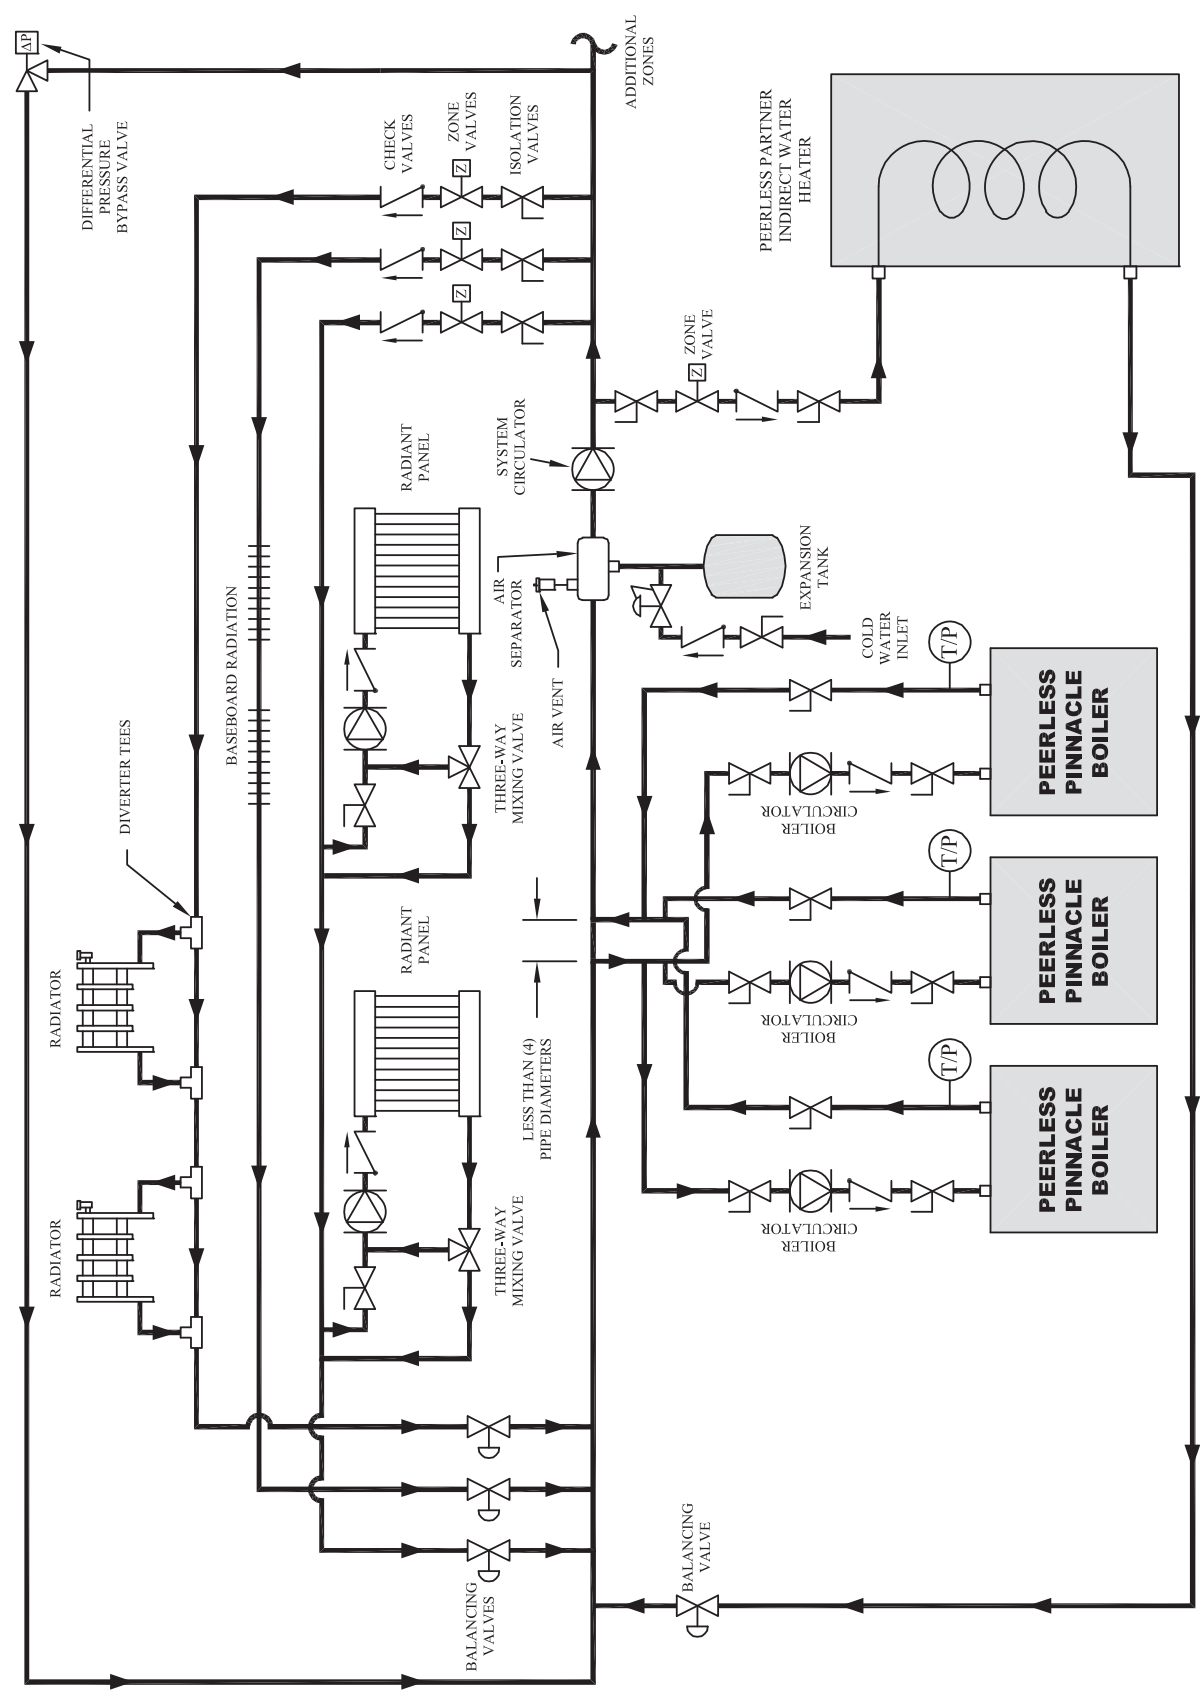 RADIATOR
RADIATOR
DIVERTER TEES
DIFFERENTIAL
PRESSURE
BYPASS VALVE
ΔP
BASEBOARD RADIATION
BALANCING
VALVES
THREE-WAY
MIXING VALVE
RADIANT
PANEL
THREE-WAY
MIXING VALVE
RADIANT
PANEL
CHECK
VALVES
ZONE
VALVES
ISOLATION
VALVES
Z
Z
Z
LESS THAN (4)
PIPE DIAMETERS
AIR VENT
AIR
SEPARATOR
SYSTEM
CIRCULATOR
ADDITIONAL
ZONES
BALANCING
VALVE
EXPANSION
TANK
COLD
WATER
INLET
ZONE
VALVE
Z
PEERLESS PARTNER
INDIRECT WATER
HEATER
BOILER
CIRCULATOR
BOILER
CIRCULATOR
BOILER
CIRCULATOR
T/P
T/P
T/P
PEERLESS
PINNACLE
BOILER
PEERLESS
PINNACLE
BOILER
PEERLESS
PINNACLE
BOILER